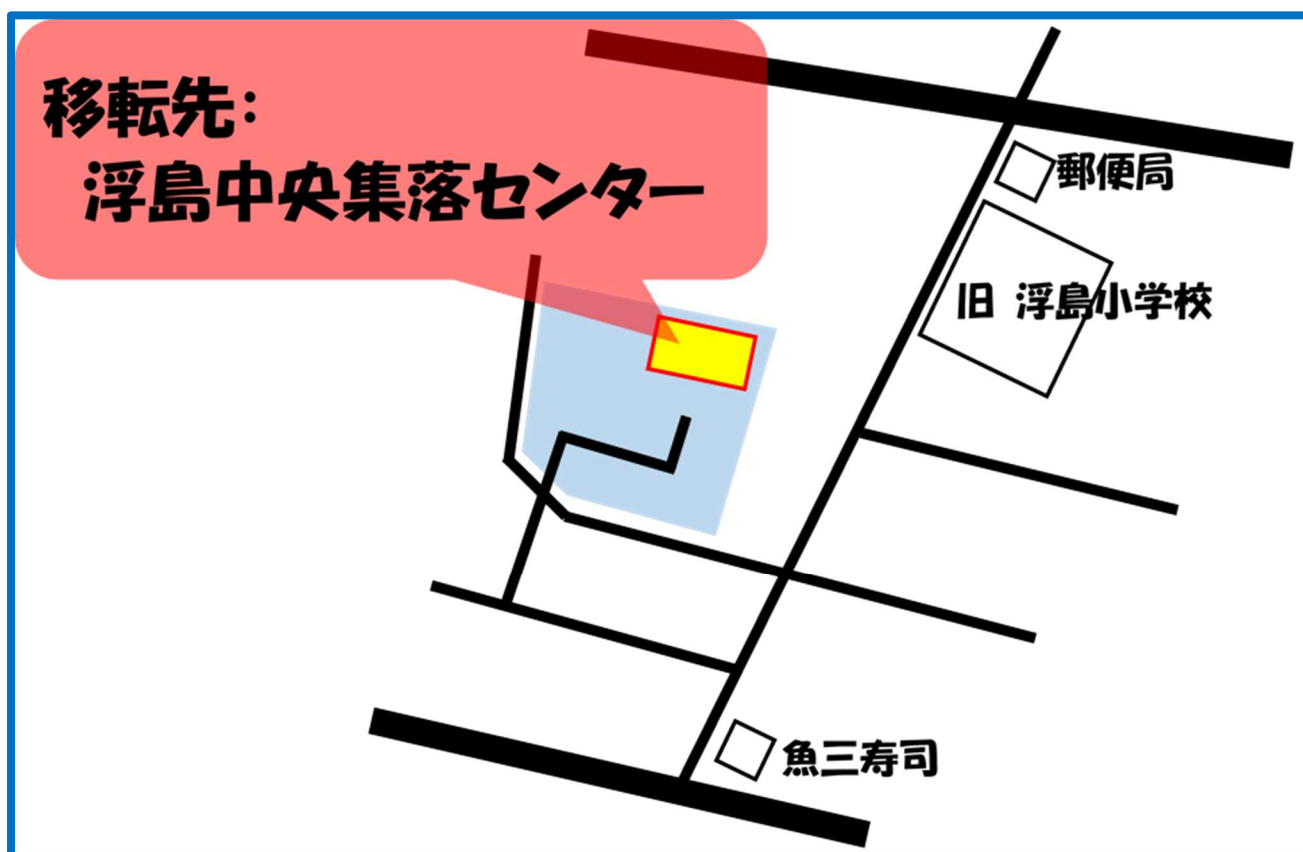 移転先:
浮島中央集落センター
郵便局
旧 浮島小学校
魚三寿司